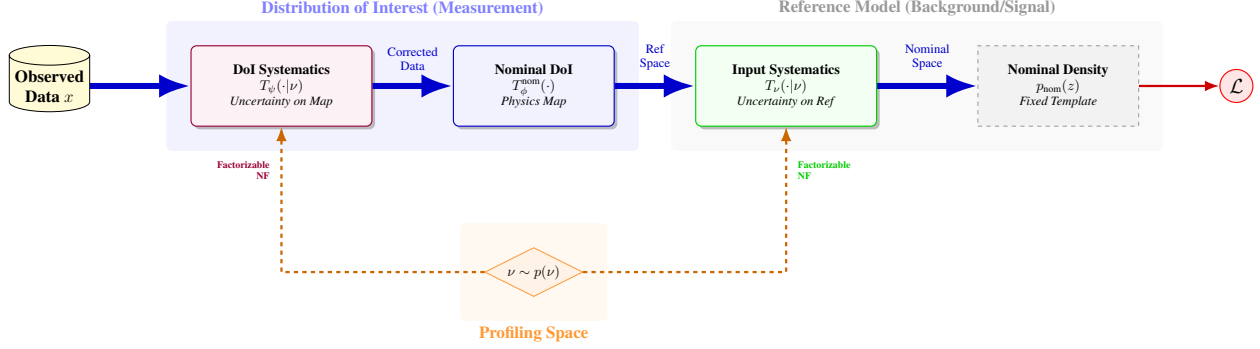 Distribution of Interest (Measurement)
Reference Model (Background/Signal)
Observed
Data x
DoI Systematics
T_ψ(·|ν)
Uncertainty on Map
Corrected
Data
Nominal DoI
T_ϕ^nom(·)
Physics Map
Ref
Space
Input Systematics
T_ν(·|ν)
Uncertainty on Ref
Nominal
Space
Nominal Density
p_nom(z)
Fixed Template
ℒ
Factorizable
NF
Factorizable
NF
ν ∼ p(ν)
Profiling Space